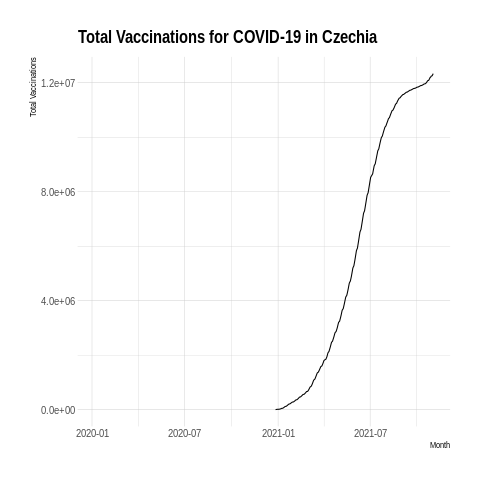 Total Vaccinations for COVID-19 in Czechia
Total Vaccinations
1.2e+07
8.0e+06
4.0e+06
0.0e+00
2020-01
2020-07
2021-01
2021-07
Month